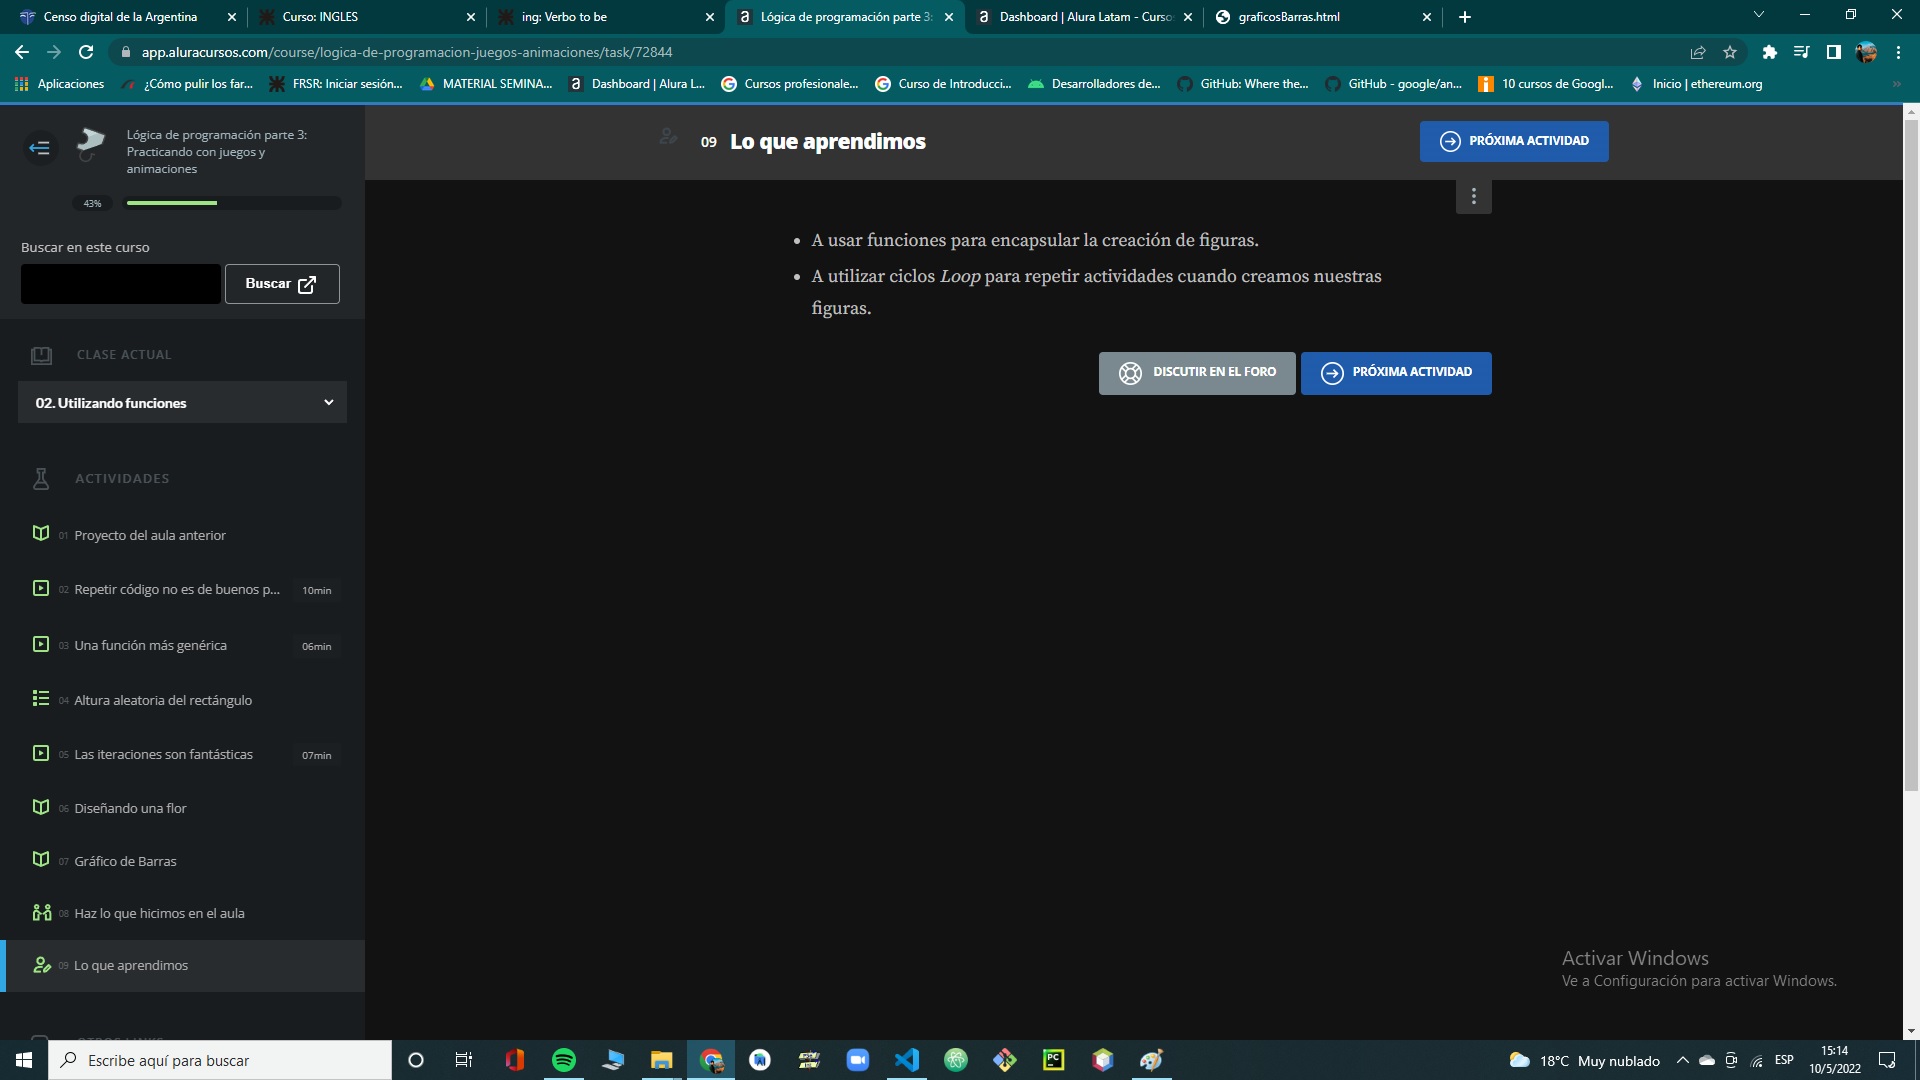 Censo digital de la Argentina
Curso: INGLES
ing: Verbo to be
Lógica de programación parte 3:
Dashboard | Alura Latam - Curso
graficosBarras.html
app.aluracursos.com/course/logica-de-programacion-juegos-animaciones/task/72844
Aplicaciones
¿Cómo pulir los far...
FRSR: Iniciar sesión...
MATERIAL SEMINA...
Dashboard | Alura L...
Cursos profesionale...
Curso de Introducci...
Desarrolladores de...
GitHub: Where the...
GitHub - google/an...
10 cursos de Googl...
Inicio | ethereum.org
Lógica de programación parte 3:
Practicando con juegos y
animaciones
43%
Buscar en este curso
Buscar
CLASE ACTUAL
02. Utilizando funciones
ACTIVIDADES
01 Proyecto del aula anterior
02 Repetir código no es de buenos p... 10min
03 Una función más genérica 06min
04 Altura aleatoria del rectángulo
05 Las iteraciones son fantásticas 07min
06 Diseñando una flor
07 Gráfico de Barras
08 Haz lo que hicimos en el aula
09 Lo que aprendimos
09 Lo que aprendimos
PRÓXIMA ACTIVIDAD
• A usar funciones para encapsular la creación de figuras.
• A utilizar ciclos Loop para repetir actividades cuando creamos nuestras
figuras.
DISCUTIR EN EL FORO
PRÓXIMA ACTIVIDAD
Activar Windows
Ve a Configuración para activar Windows.
Escribe aquí para buscar
PC
18°C Muy nublado
ESP
15:14
10/5/2022